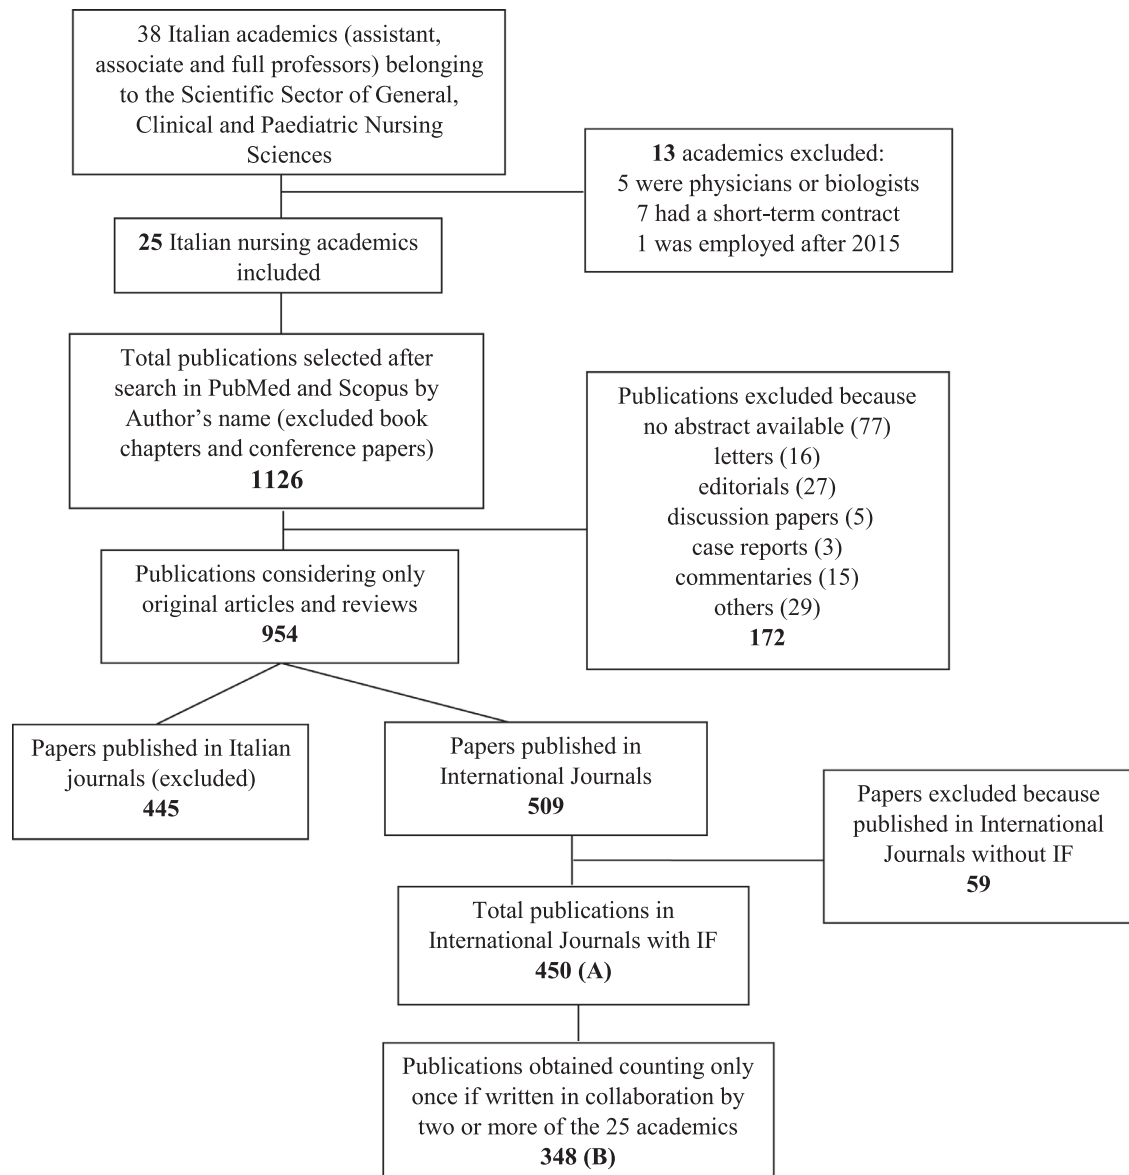 38 Italian academics (assistant,
associate and full professors) belonging
to the Scientific Sector of General,
Clinical and Paediatric Nursing
Sciences
13 academics excluded:
5 were physicians or biologists
7 had a short-term contract
1 was employed after 2015
25 Italian nursing academics
included
Total publications selected after
search in PubMed and Scopus by
Author’s name (excluded book
chapters and conference papers)
1126
Publications excluded because
no abstract available (77)
letters (16)
editorials (27)
discussion papers (5)
case reports (3)
commentaries (15)
others (29)
172
Publications considering only
original articles and reviews
954
Papers published in Italian
journals (excluded)
445
Papers published in
International Journals
509
Papers excluded because
published in International
Journals without IF
59
Total publications in
International Journals with IF
450 (A)
Publications obtained counting only
once if written in collaboration by
two or more of the 25 academics
348 (B)